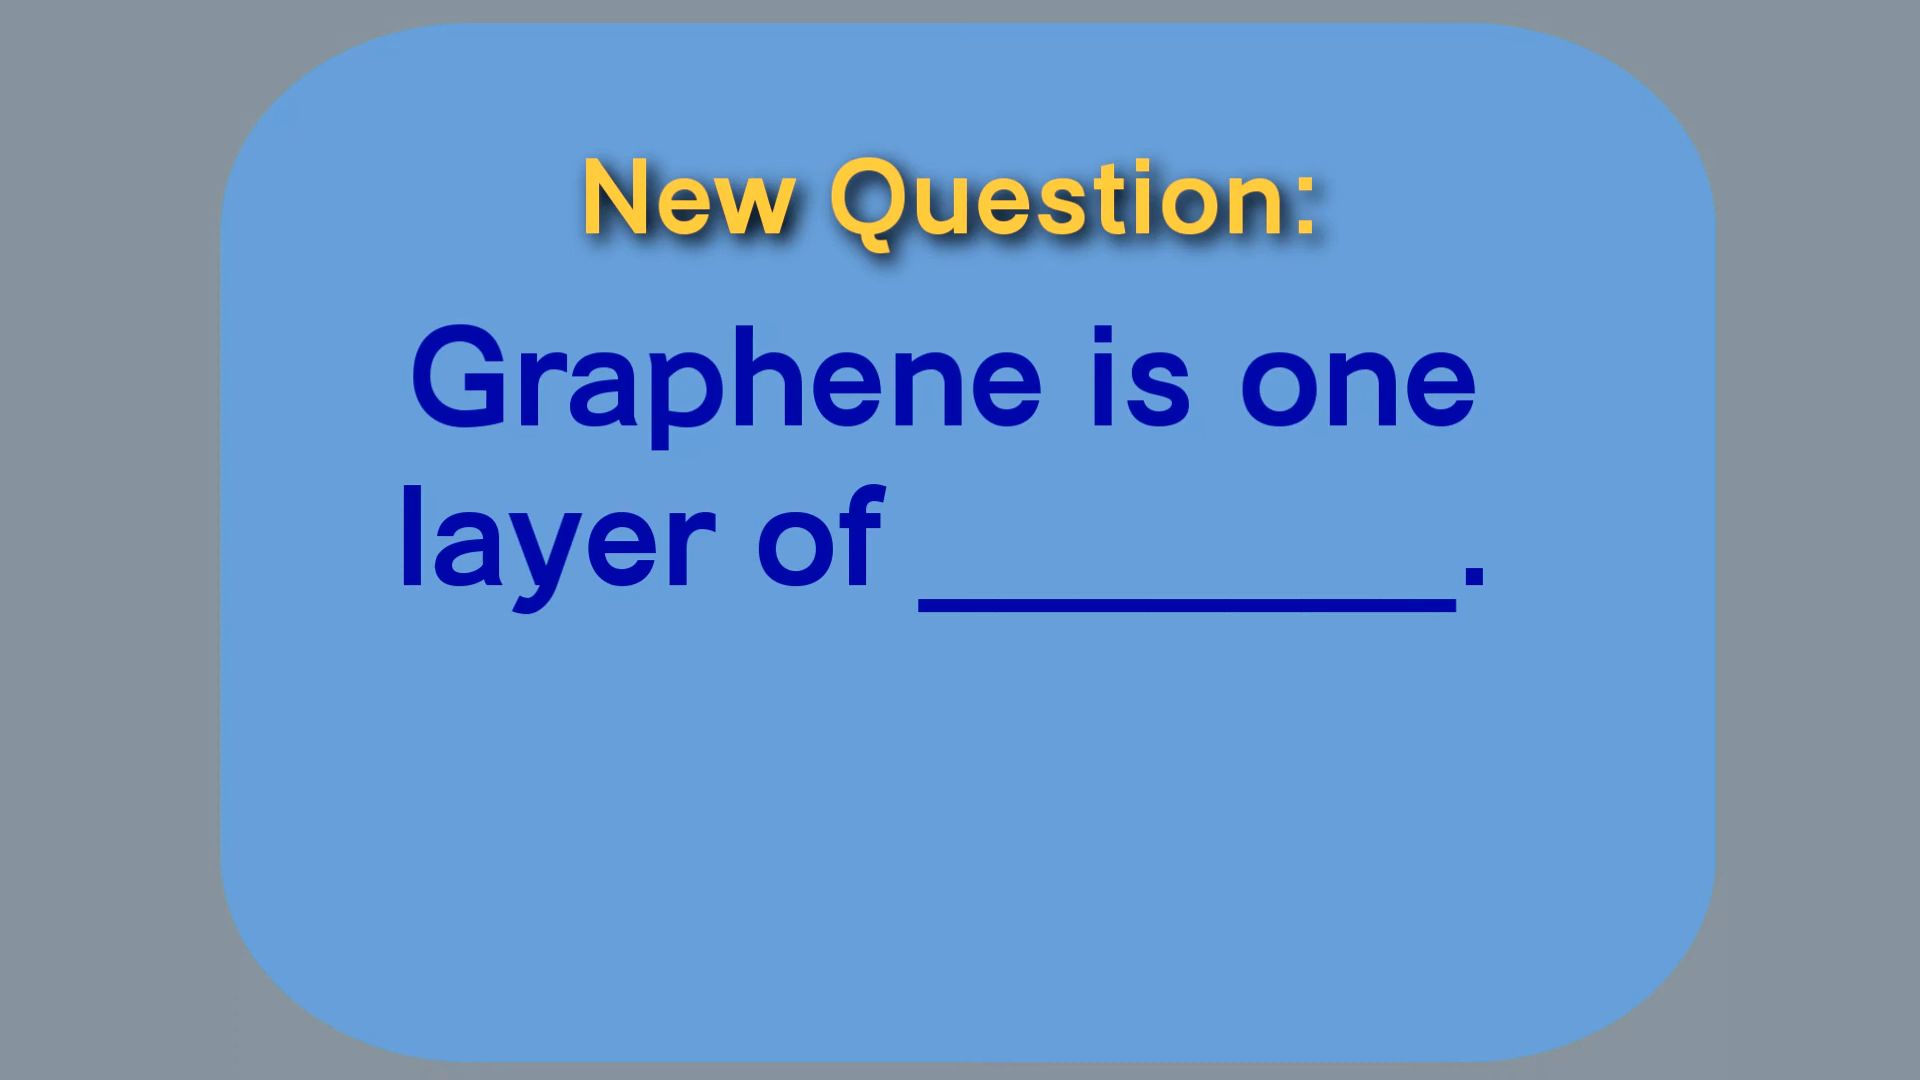 New Question:
Graphene is one
layer of ________.